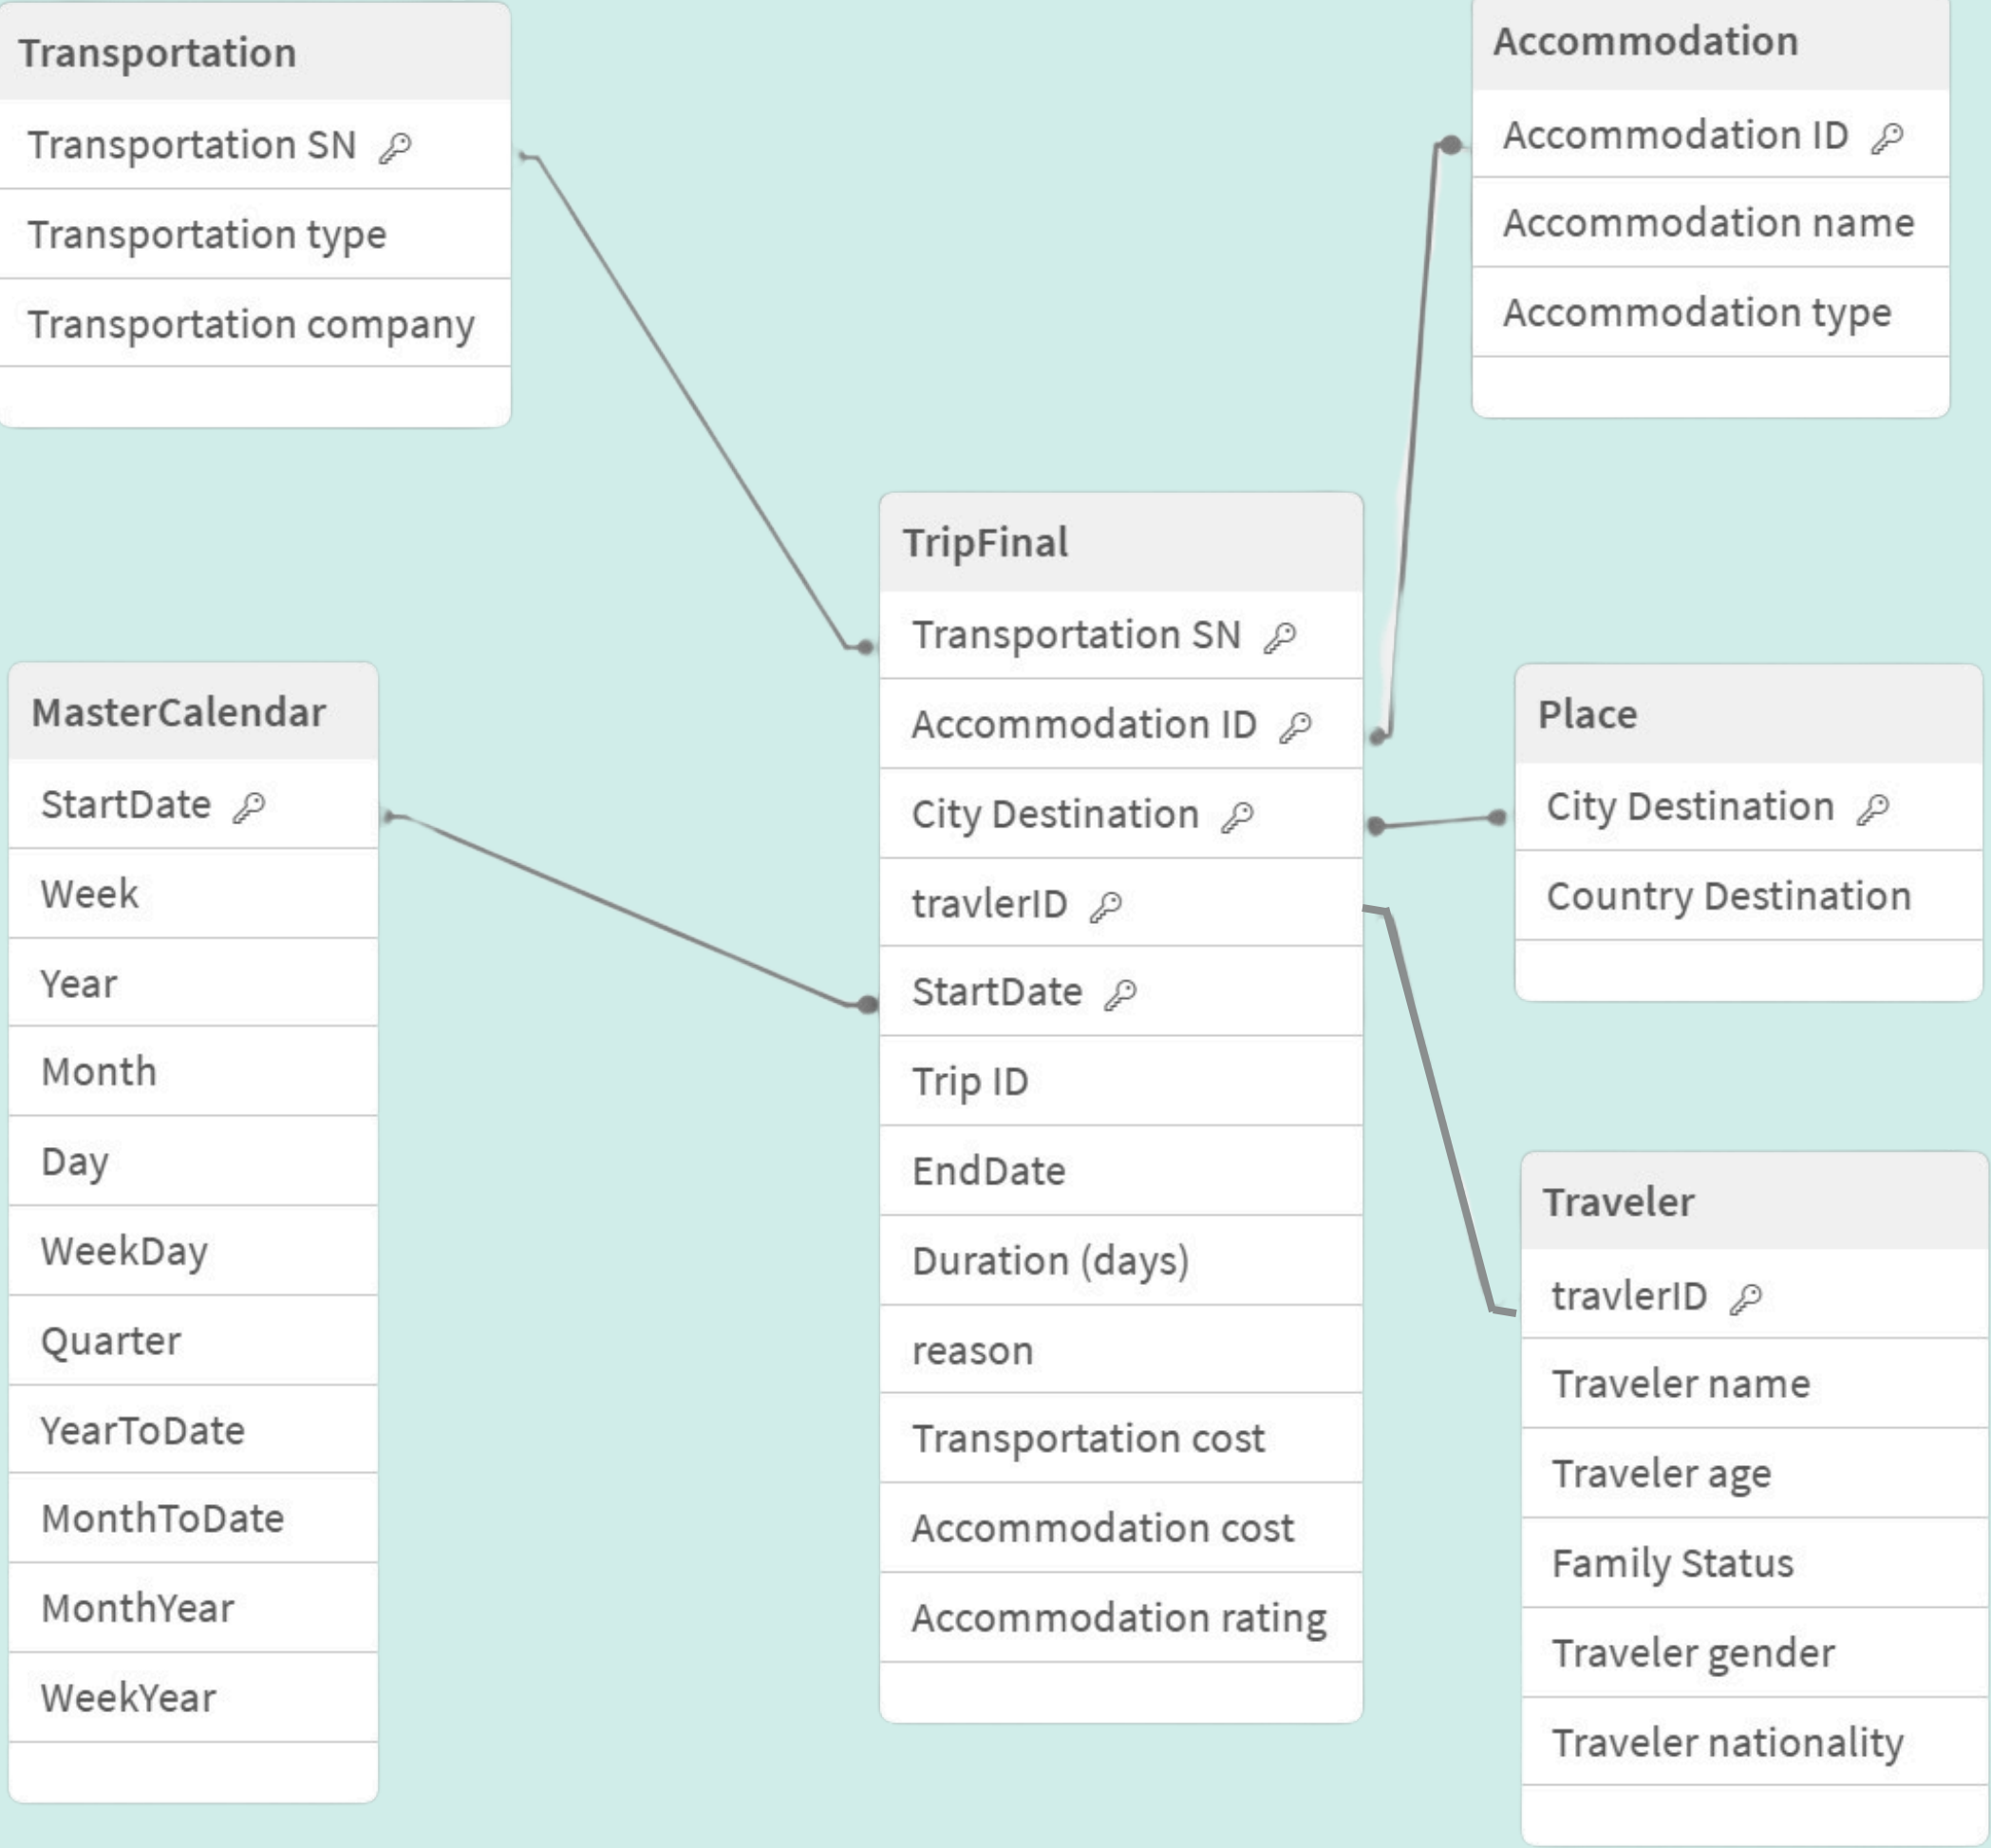 Transportation
Transportation SN
Transportation type
Transportation company
Accommodation
Accommodation ID
Accommodation name
Accommodation type
TripFinal
Transportation SN
Accommodation ID
City Destination
travlerID
StartDate
Trip ID
EndDate
Duration (days)
reason
Transportation cost
Accommodation cost
Accommodation rating
MasterCalendar
StartDate
Week
Year
Month
Day
WeekDay
Quarter
YearToDate
MonthToDate
MonthYear
WeekYear
Place
City Destination
Country Destination
Traveler
travlerID
Traveler name
Traveler age
Family Status
Traveler gender
Traveler nationality